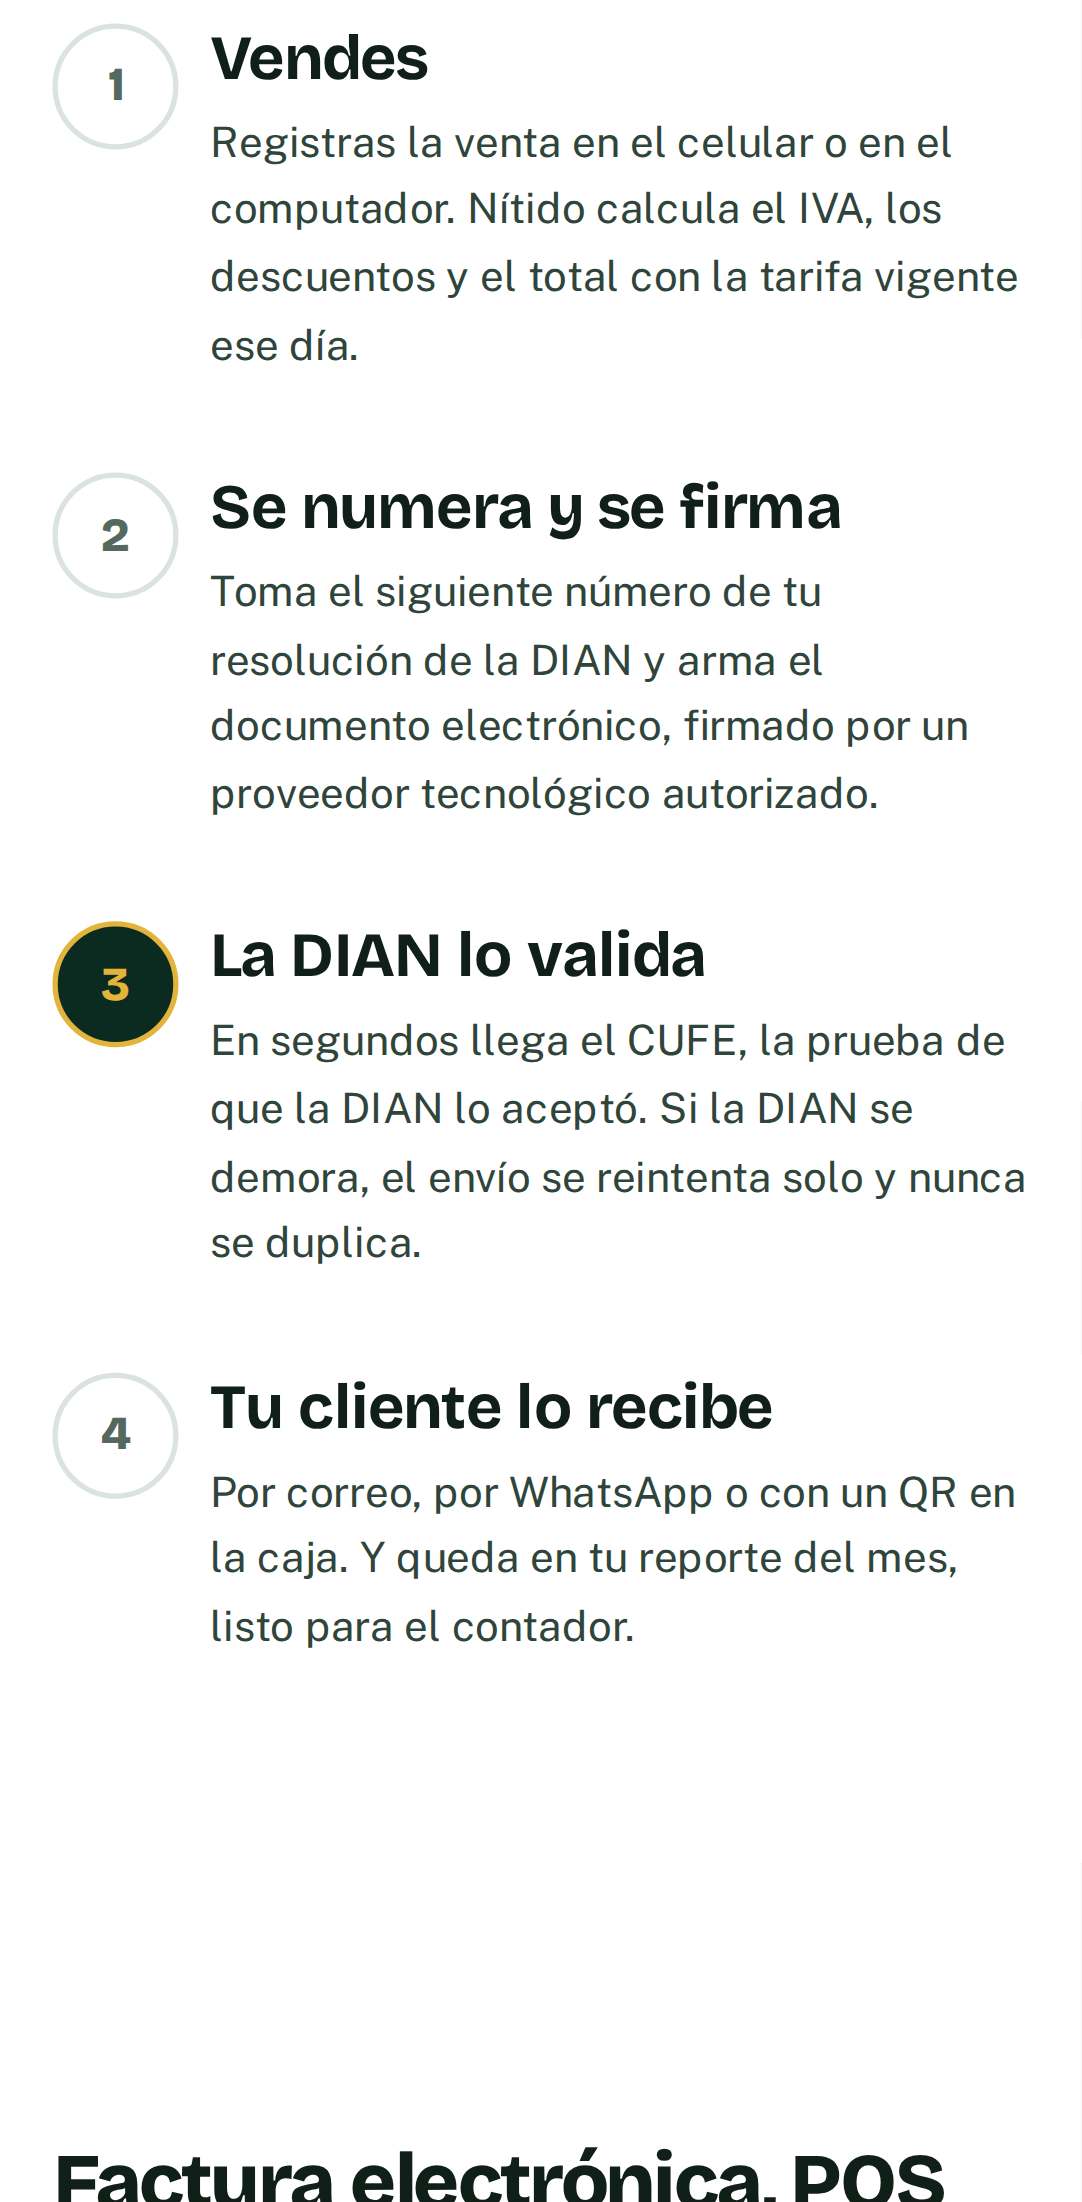 1
Vendes
Registras la venta en el celular o en el
computador. Nítido calcula el IVA, los
descuentos y el total con la tarifa vigente
ese día.
2
Se numera y se firma
Toma el siguiente número de tu
resolución de la DIAN y arma el
documento electrónico, firmado por un
proveedor tecnológico autorizado.
3
La DIAN lo valida
En segundos llega el CUFE, la prueba de
que la DIAN lo aceptó. Si la DIAN se
demora, el envío se reintenta solo y nunca
se duplica.
4
Tu cliente lo recibe
Por correo, por WhatsApp o con un QR en
la caja. Y queda en tu reporte del mes,
listo para el contador.
Factura electrónica, POS